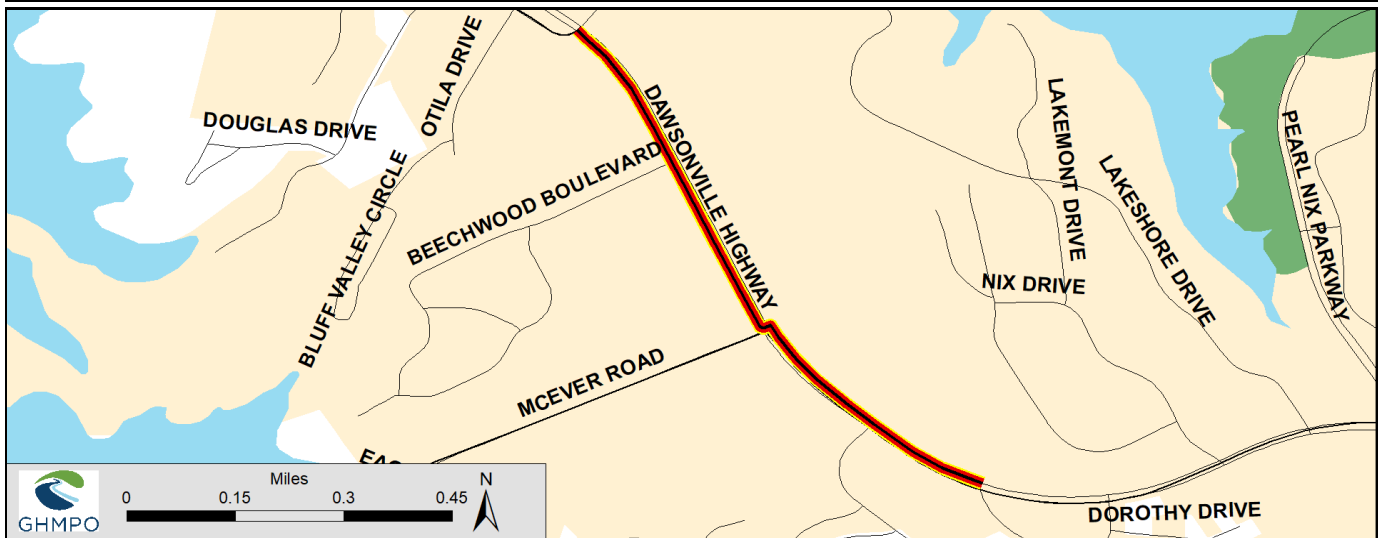 OTILA DRIVE
DOUGLAS DRIVE
DAWSONVILLE HIGHWAY
LAKEMONT DRIVE
PEARL NIX PARKWAY
BEECHWOOD BOULEVARD
LAKESHORE DRIVE
BLUFF VALLEY CIRCLE
NIX DRIVE
MCEVER ROAD
DOROTHY DRIVE
Miles
N
0 0.15 0.3 0.45
GHMPO